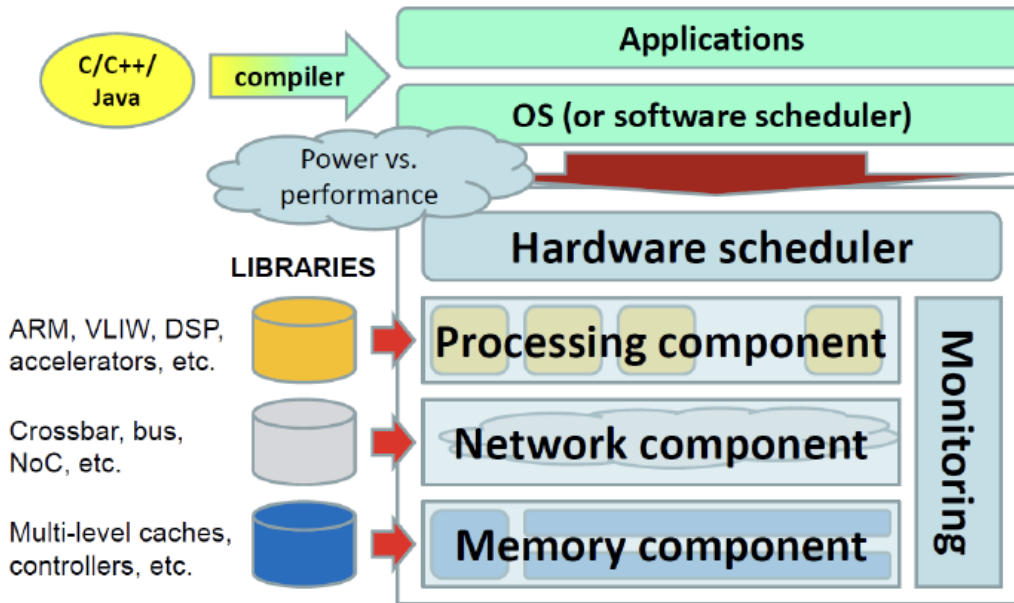 C/C++/
Java
compiler
Applications
OS (or software scheduler)
Power vs.
performance
Hardware scheduler
LIBRARIES
ARM, VLIW, DSP,
accelerators, etc.
Processing component
Crossbar, bus,
NoC, etc.
Network component
Multi-level caches,
controllers, etc.
Memory component
Monitoring